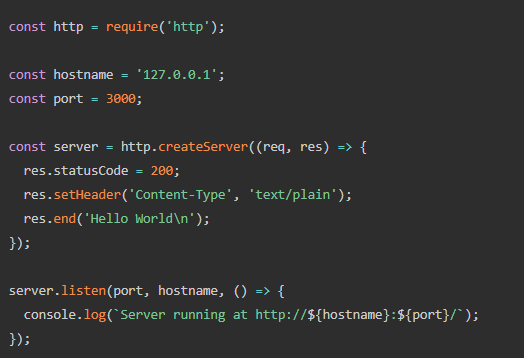 const http = require('http');
const hostname = '127.0.0.1';
const port = 3000;
const server = http.createServer((req, res) => {
  res.statusCode = 200;
  res.setHeader('Content-Type', 'text/plain');
  res.end('Hello World\n');
});
server.listen(port, hostname, () => {
  console.log(`Server running at http://${hostname}:${port}/`);
});